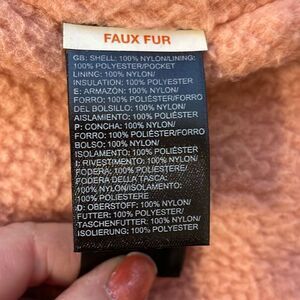 FAUX FUR
GB: SHELL: 100% NYLON/LINING:
100% POLYESTER/POCKET
LINING: 100% NYLON/
INSULATION: 100% POLYESTER
E: ARMAZÓN: 100% NYLON/
FORRO: 100% POLIÉSTER/FORRO
DEL BOLSILLO: 100% NYLON/
AISLAMIENTO: 100% POLIÉSTER
P: CONCHA: 100% NYLON/
FORRO: 100% POLIÉSTER/FORRO
BOLSO: 100% NYLON/
ISOLAMENTO: 100% POLIÉSTER
I: RIVESTIMENTO: 100% NYLON/
FODERA: 100% POLIESTERE/
FODERA DELLA TASCA:
100% NYLON/ISOLAMENTO:
100% POLIESTERE
D: OBERSTOFF: 100% NYLON/
FUTTER: 100% POLYESTER/
TASCHENFUTTER: 100% NYLON/
ISOLIERUNG: 100% POLYESTER